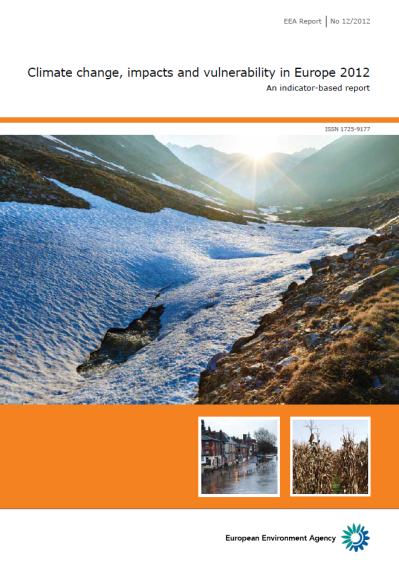 EEA Report | No 12/2012
Climate change, impacts and vulnerability in Europe 2012
An indicator-based report
ISSN 1725-9177
European Environment Agency